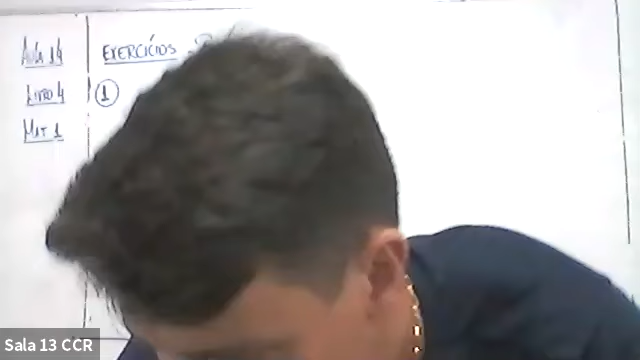 Aula 14
Livro 4
Mat 1
EXERCÍCIOS
1
Sala 13 CCR